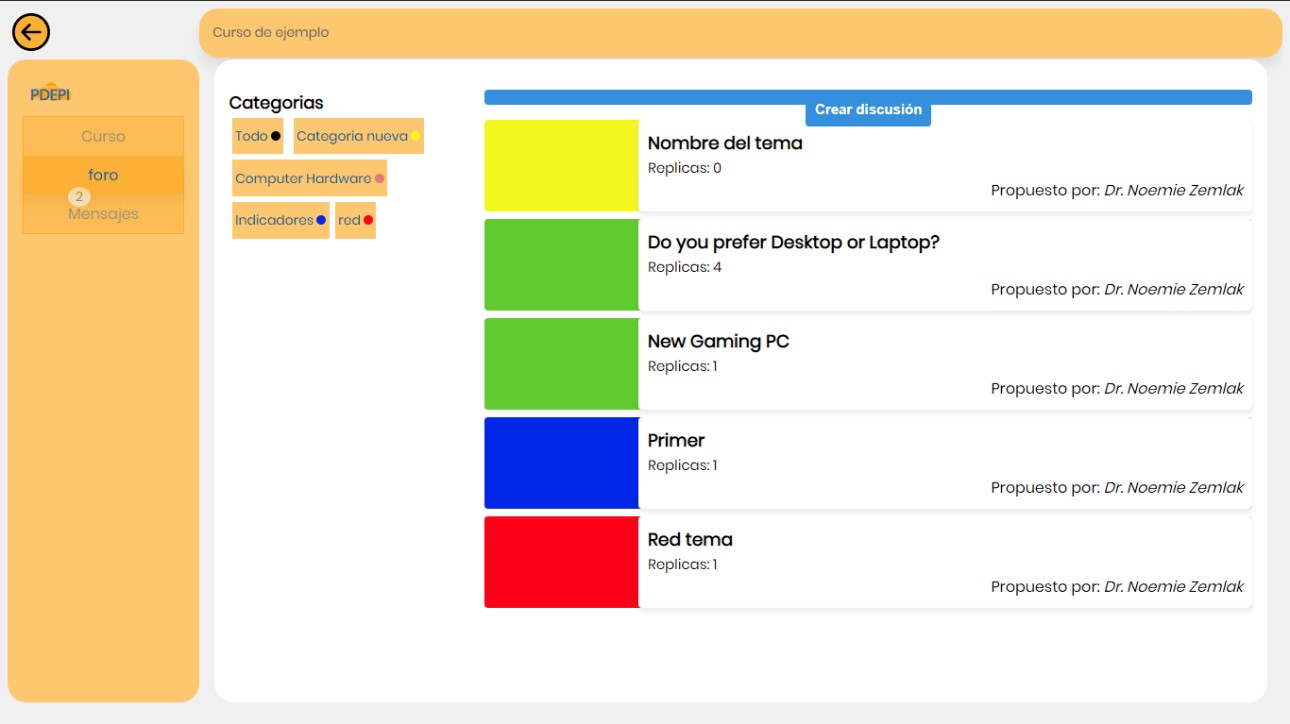 Curso de ejemplo
PDEPI
Curso
foro
2
Mensajes
Categorias
Todo
Categoria nueva
Computer Hardware
Indicadores
red
Crear discusión
Nombre del tema
Replicas: 0
Propuesto por: Dr. Noemie Zemlak
Do you prefer Desktop or Laptop?
Replicas: 4
Propuesto por: Dr. Noemie Zemlak
New Gaming PC
Replicas: 1
Propuesto por: Dr. Noemie Zemlak
Primer
Replicas: 1
Propuesto por: Dr. Noemie Zemlak
Red tema
Replicas: 1
Propuesto por: Dr. Noemie Zemlak